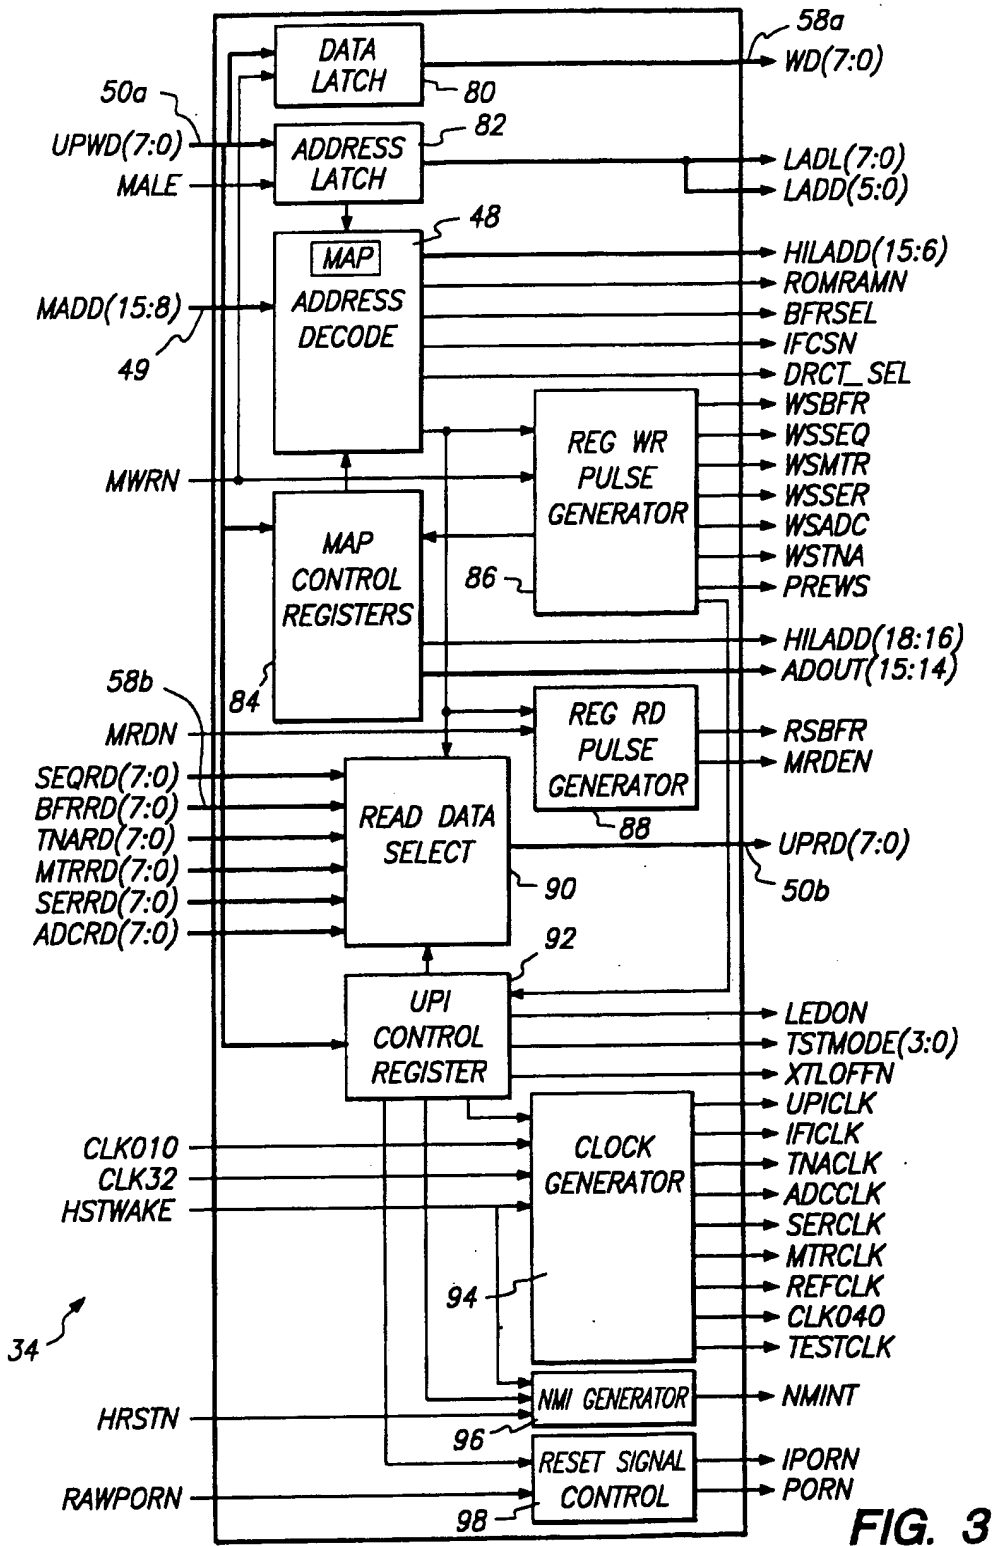 58a
DATA
LATCH
80
WD(7:0)
50a
UPWD(7:0)
82
ADDRESS
LATCH
MALE
LADL(7:0)
LADD(5:0)
48
MAP
ADDRESS
DECODE
MADD(15:8)
49
HILADD(15:6)
ROMRAMN
BFRSEL
IFCSN
DRCT_SEL
REG WR
PULSE
GENERATOR
86
WSBFR
WSSEQ
WSMTR
WSSER
WSADC
WSTNA
PREWS
MWRN
MAP
CONTROL
REGISTERS
84
HILADD(18:16)
ADOUT(15:14)
58b
MRDN
REG RD
PULSE
GENERATOR
88
RSBFR
MRDEN
SEQRD(7:0)
BFRRD(7:0)
TNARD(7:0)
MTRRD(7:0)
SERRD(7:0)
ADCRD(7:0)
READ DATA
SELECT
90
UPRD(7:0)
50b
92
UPI
CONTROL
REGISTER
LEDON
TSTMODE(3:0)
XTLOFFN
CLK010
CLK32
HSTWAKE
CLOCK
GENERATOR
94
UPICLK
IFICLK
TNACLK
ADCCLK
SERCLK
MTRCLK
REFCLK
CLK040
TESTCLK
34
HRSTN
NMI GENERATOR
96
NMINT
RAWPORN
RESET SIGNAL
CONTROL
98
IPORN
PORN
FIG. 3